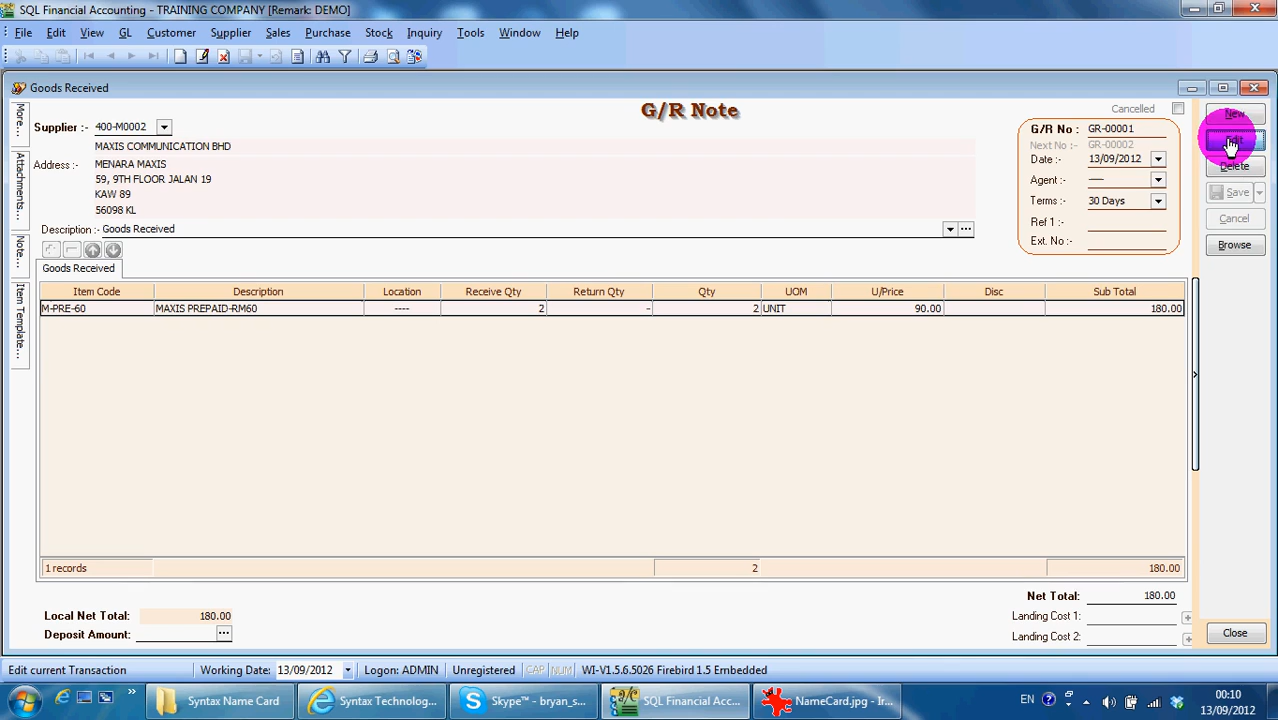 SQL Financial Accounting - TRAINING COMPANY [Remark: DEMO]
File Edit View GL Customer Supplier Sales Purchase Stock Inquiry Tools Window Help
Goods Received
G/R Note
Cancelled
More...
Attachments...
Note...
Item Template...
Supplier :- 400-M0002
MAXIS COMMUNICATION BHD
Address :- MENARA MAXIS
59, 9TH FLOOR JALAN 19
KAW 89
56098 KL
Description :- Goods Received
G/R No : GR-00001
Next No :- GR-00002
Date :- 13/09/2012
Agent :- ----
Terms :- 30 Days
Ref 1 :-
Ext. No :-
New
Edit
Delete
Save
Cancel
Browse
Goods Received
Item Code Description Location Receive Qty Return Qty Qty UOM U/Price Disc Sub Total
M-PRE-60 MAXIS PREPAID-RM60 ---- 2 - 2 UNIT 90.00 180.00
1 records 2 180.00
Local Net Total: 180.00
Deposit Amount:
Net Total: 180.00
Landing Cost 1:
Landing Cost 2:
Close
Edit current Transaction Working Date: 13/09/2012 Logon: ADMIN Unregistered CAP NUM WI-V1.5.6.5026 Firebird 1.5 Embedded
Syntax Name Card Syntax Technolog... Skype™ - bryan_s... SQL Financial Acc... NameCard.jpg - Ir... EN 00:10
13/09/2012